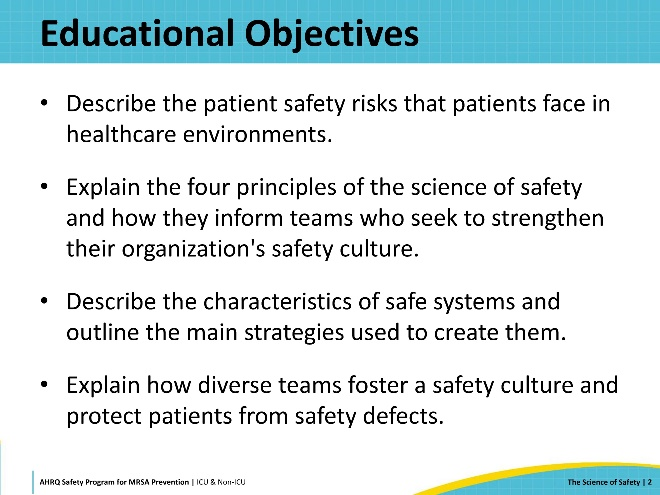 Educational Objectives
• Describe the patient safety risks that patients face in
healthcare environments.
• Explain the four principles of the science of safety
and how they inform teams who seek to strengthen
their organization's safety culture.
• Describe the characteristics of safe systems and
outline the main strategies used to create them.
• Explain how diverse teams foster a safety culture and
protect patients from safety defects.
AHRQ Safety Program for MRSA Prevention | ICU & Non-ICU
The Science of Safety | 2